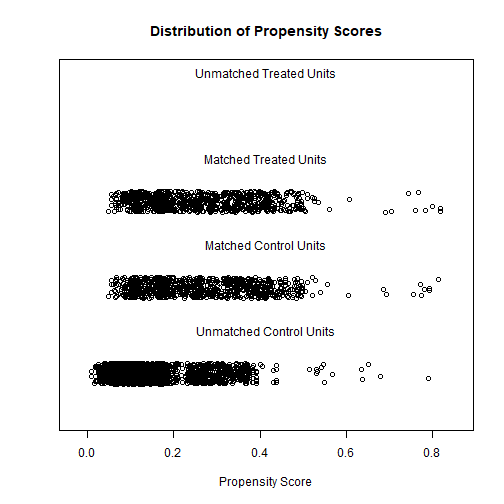 Distribution of Propensity Scores
Unmatched Treated Units
Matched Treated Units
Matched Control Units
Unmatched Control Units
0.0 0.2 0.4 0.6 0.8
Propensity Score